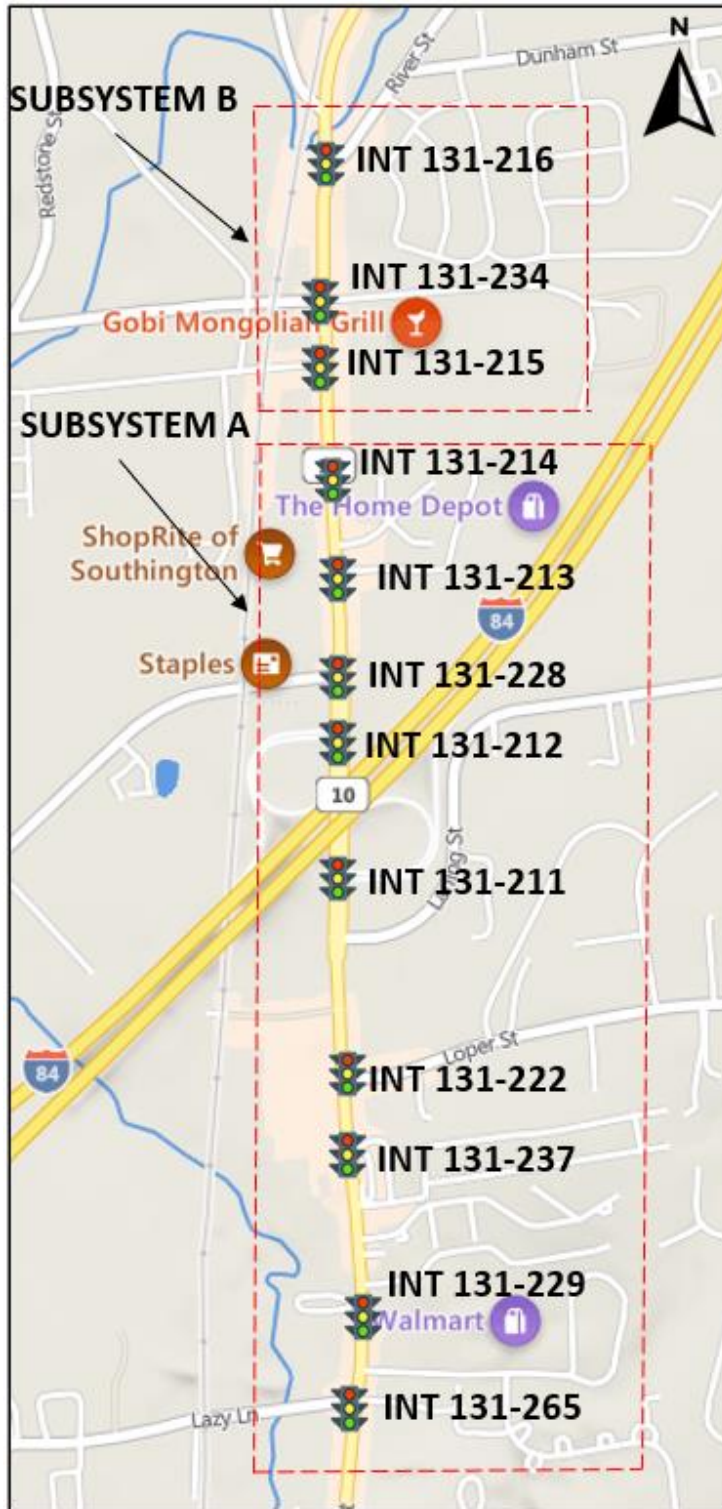 N
Dunham St
River St
SUBSYSTEM B
Redstone St
INT 131-216
INT 131-234
Gobi Mongolian Grill
INT 131-215
SUBSYSTEM A
INT 131-214
The Home Depot
ShopRite of
Southington
INT 131-213
84
Staples
INT 131-228
INT 131-212
10
INT 131-211
Laning St
Loper St
84
INT 131-222
INT 131-237
INT 131-229
Walmart
INT 131-265
Lazy Ln